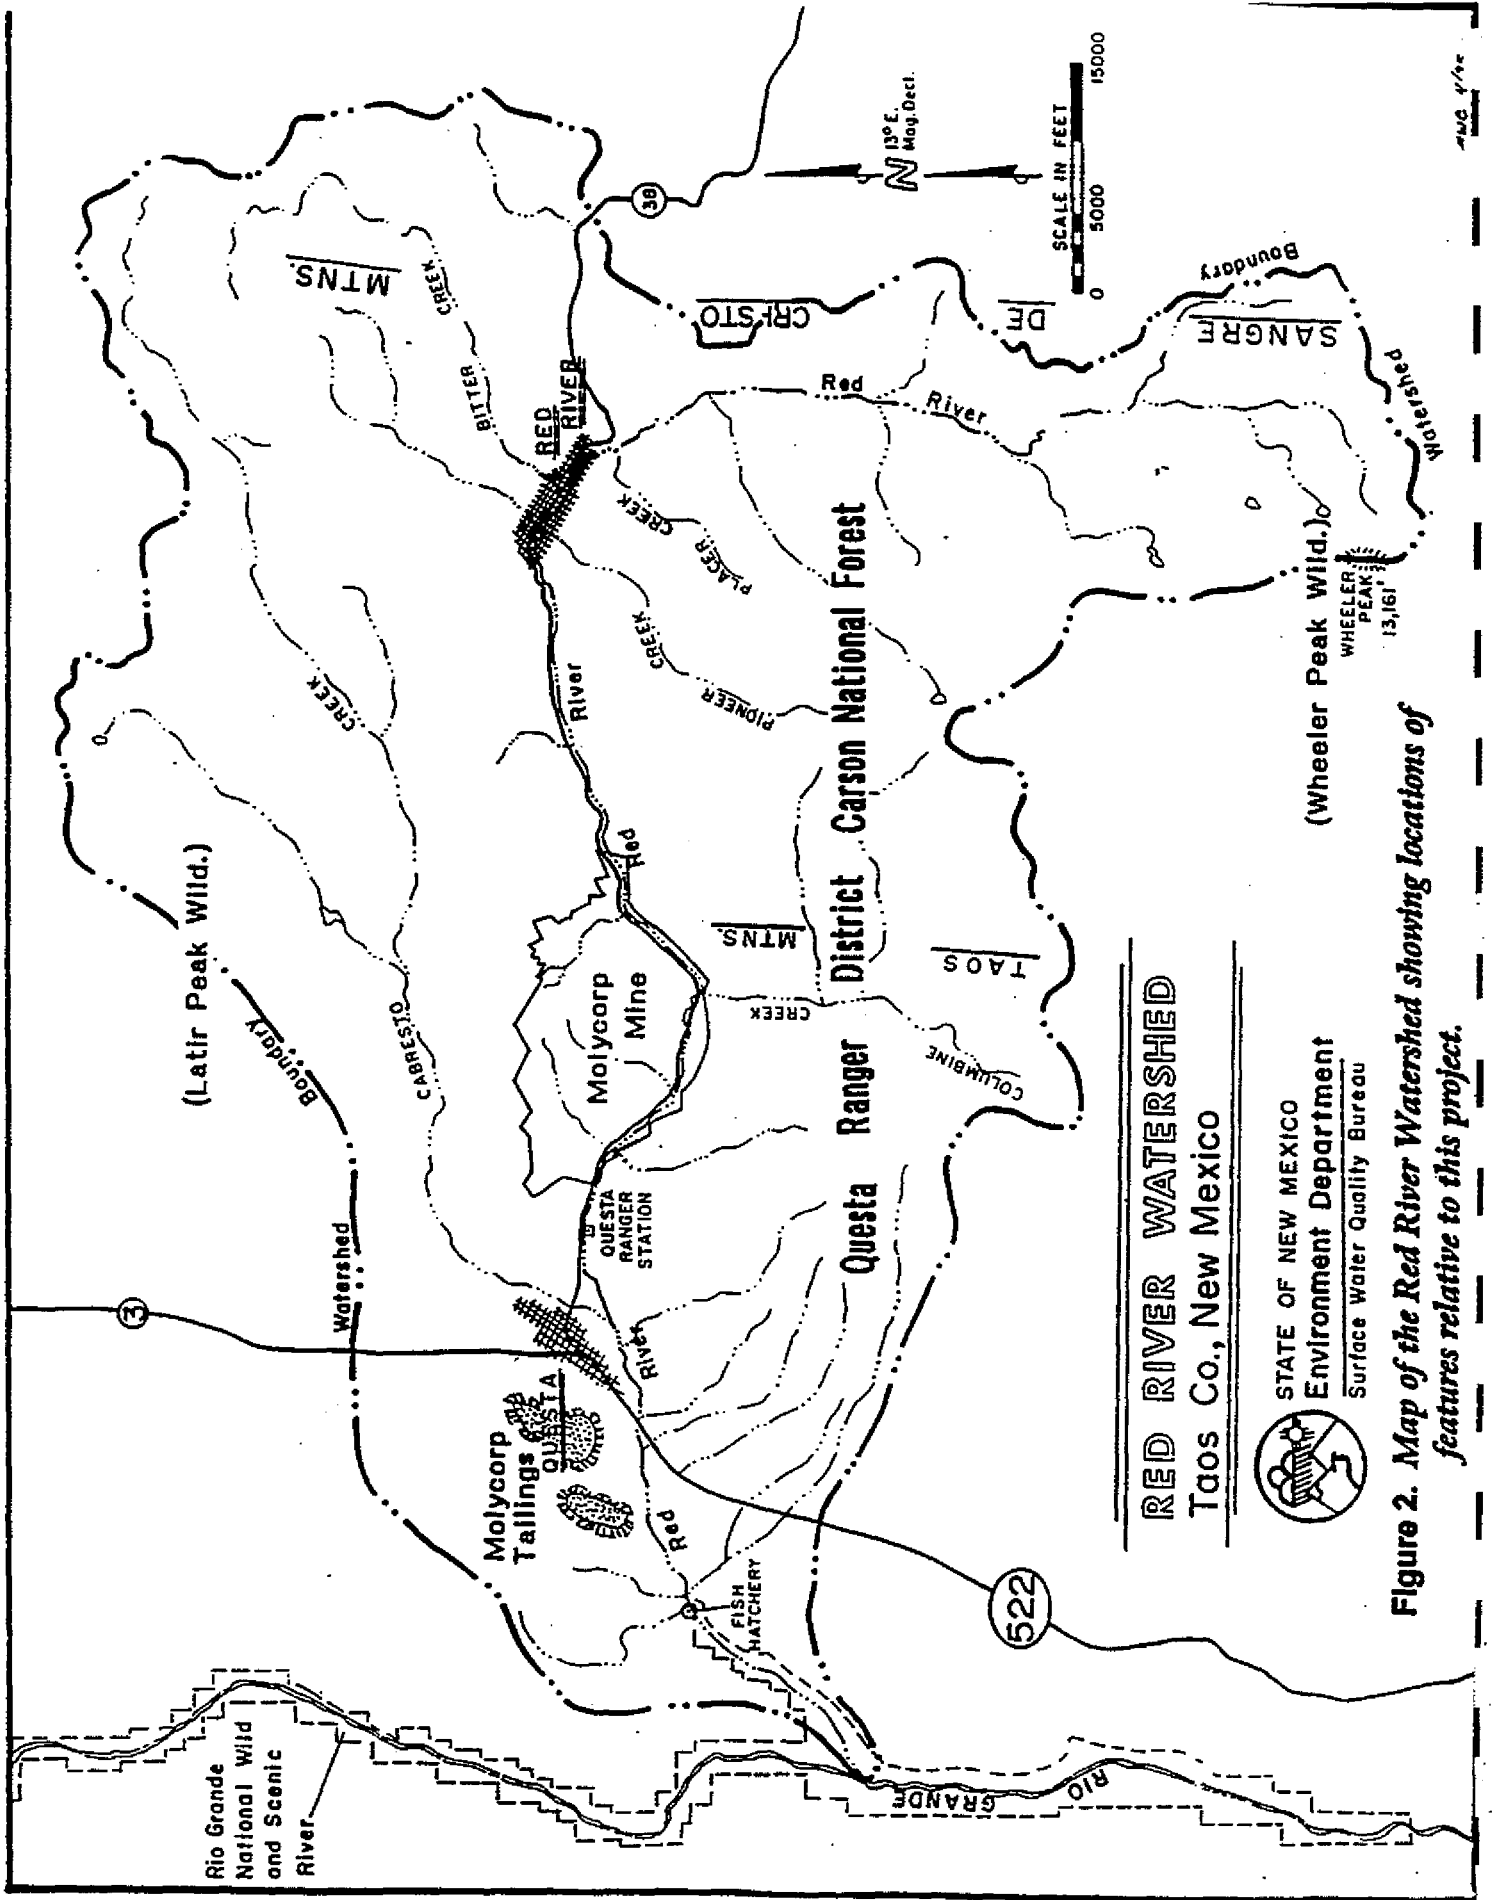 (Latir Peak Wild.)
Boundary
Watershed
3
Rio Grande
National Wild
and Scenic
River
CABRESTO
CREEK
MTNS.
BITTER
CREEK
RED
RIVER
38
Molycorp
Tailings
QUESTA
QUESTA
RANGER
STATION
Molycorp
Mine
Red
River
Red
River
FISH
HATCHERY
Red
River
PLACER
CREEK
PIONEER
CREEK
COLUMBINE
CREEK
MTNS.
TAOS
Questa Ranger District Carson National Forest
CRISTO
DE
SANGRE
Boundary
Watershed
(Wheeler Peak Wild.)
WHEELER
PEAK
13,161'
RIO
GRANDE
522
N
13° E.
Mag. Decl.
SCALE IN FEET
0 5000 15000
RED RIVER WATERSHED
Taos Co., New Mexico
STATE OF NEW MEXICO
Environment Department
Surface Water Quality Bureau
Figure 2. Map of the Red River Watershed showing locations of
features relative to this project.